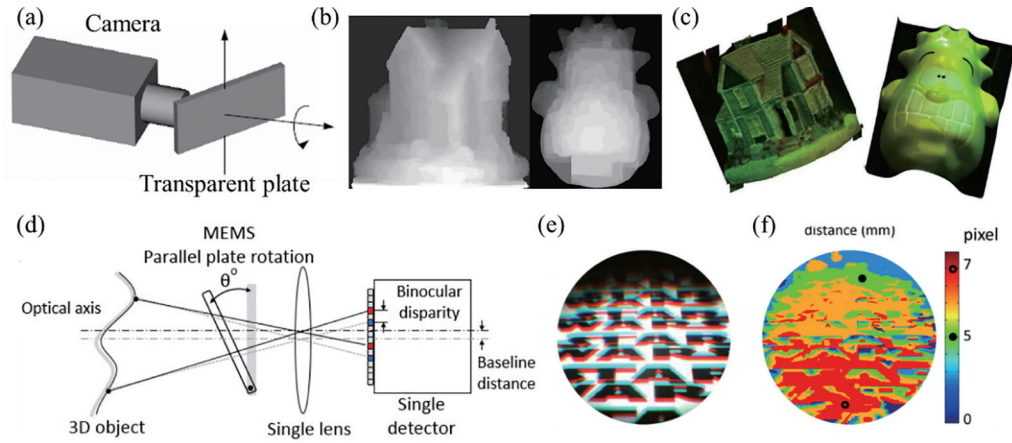 (a)
Camera
Transparent plate
(b)
(c)
(d)
MEMS
Parallel plate rotation
θ°
Optical axis
Binocular
disparity
Baseline
distance
3D object
Single lens
Single
detector
(e)
(f)
distance (mm)
pixel
7
5
0